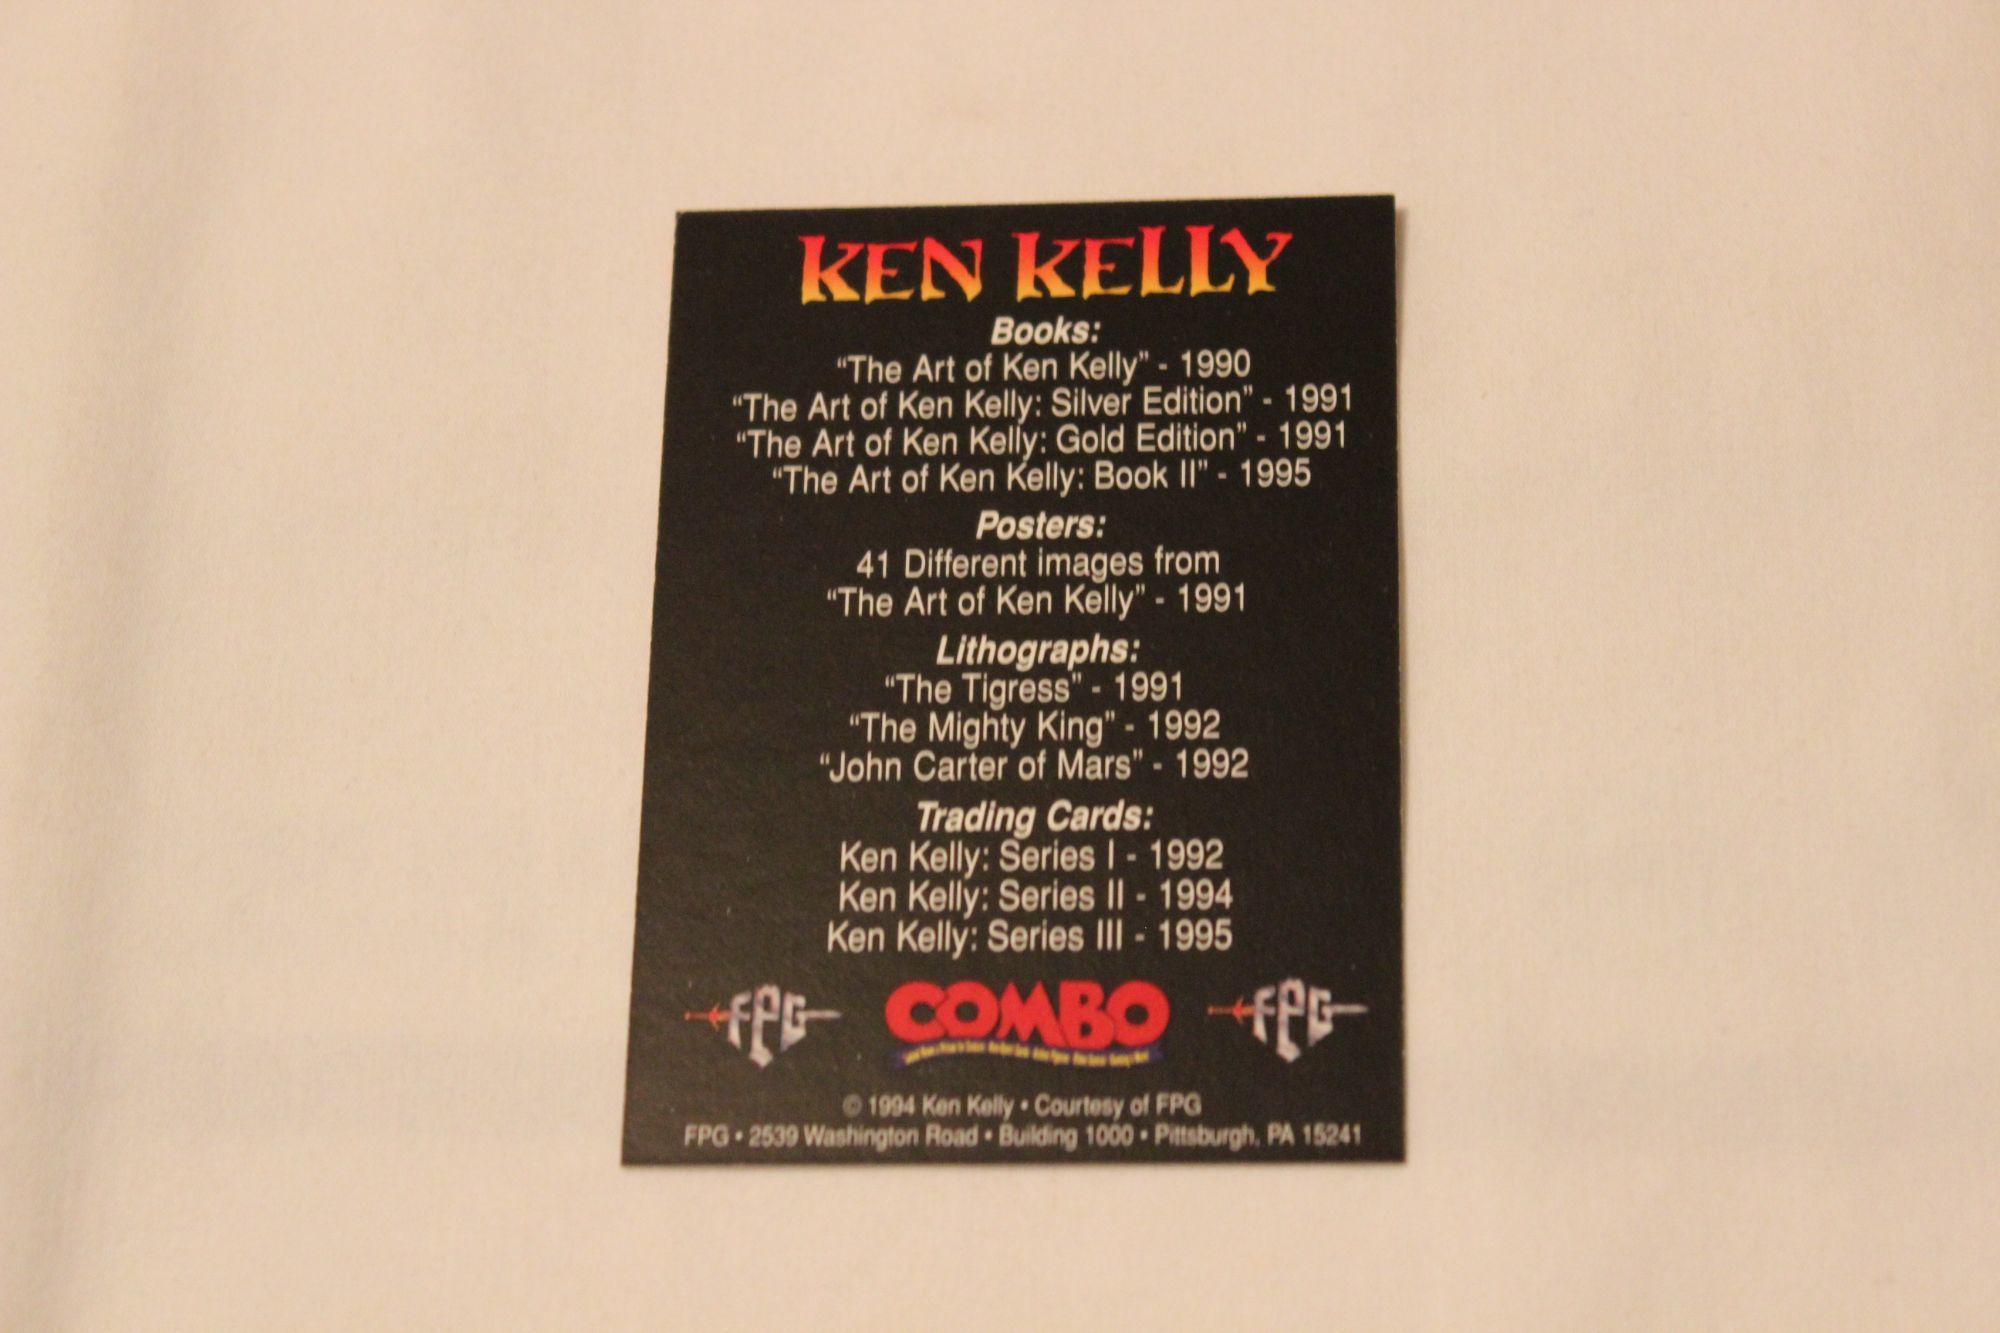 KEN KELLY
Books:
“The Art of Ken Kelly” - 1990
“The Art of Ken Kelly: Silver Edition” - 1991
“The Art of Ken Kelly: Gold Edition” - 1991
“The Art of Ken Kelly: Book II” - 1995
Posters:
41 Different images from
“The Art of Ken Kelly” - 1991
Lithographs:
“The Tigress” - 1991
“The Mighty King” - 1992
“John Carter of Mars” - 1992
Trading Cards:
Ken Kelly: Series I - 1992
Ken Kelly: Series II - 1994
Ken Kelly: Series III - 1995
FPG COMBO FPG
© 1994 Ken Kelly • Courtesy of FPG
FPG • 2539 Washington Road • Building 1000 • Pittsburgh, PA 15241